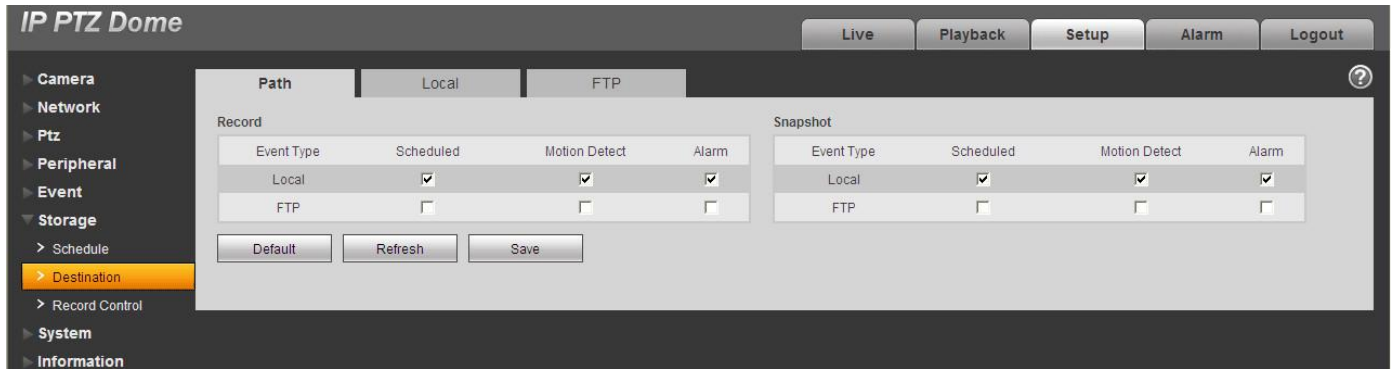 IP PTZ Dome
Live Playback Setup Alarm Logout
Camera
Network
Ptz
Peripheral
Event
Storage
> Schedule
> Destination
> Record Control
System
Information
Path Local FTP ?
Record
Event Type Scheduled Motion Detect Alarm
Local
FTP
Default Refresh Save
Snapshot
Event Type Scheduled Motion Detect Alarm
Local
FTP